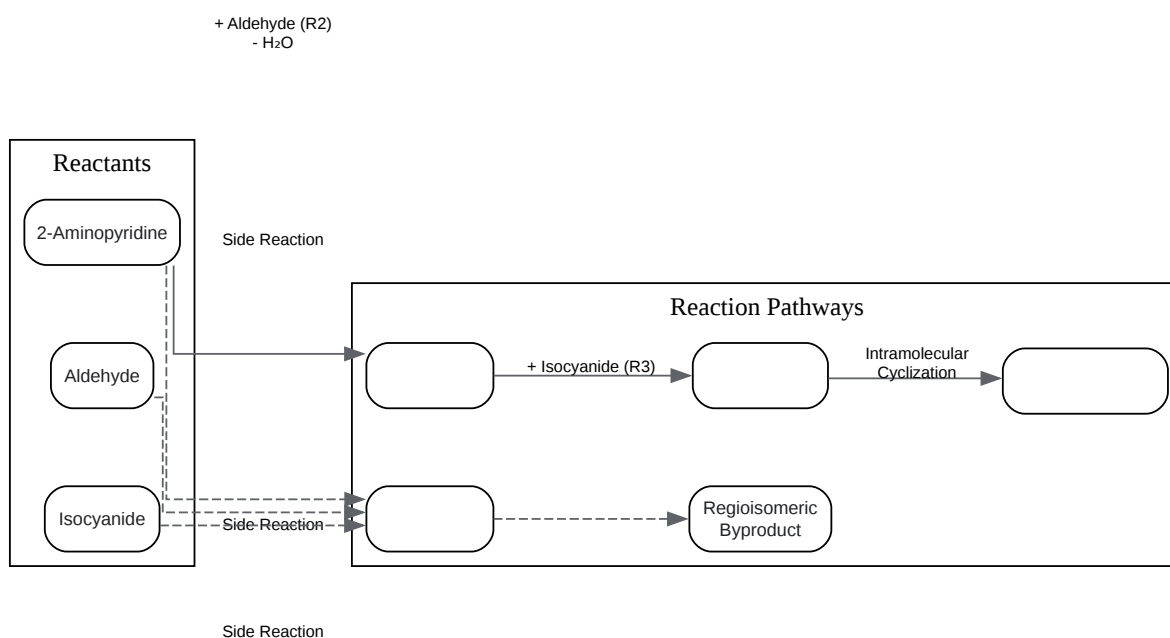 + Aldehyde (R2)
- H₂O
Reactants
2-Aminopyridine
Side Reaction
Reaction Pathways
Aldehyde
+ Isocyanide (R3)
Intramolecular
Cyclization
Isocyanide
Side Reaction
Regioisomeric
Byproduct
Side Reaction